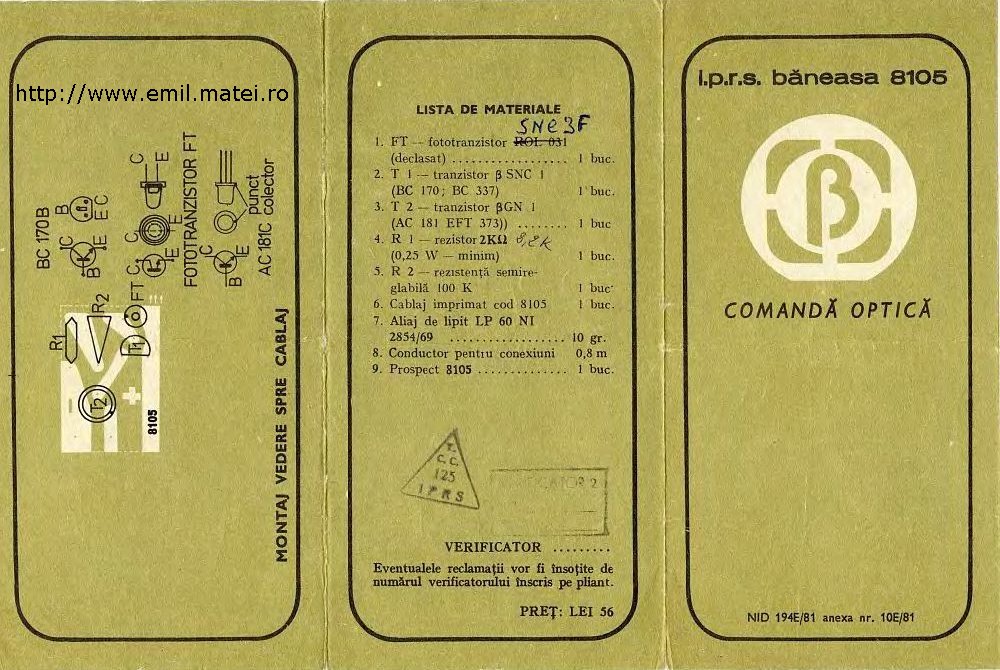 http://www.emil.matei.ro
BC 170B
B
E C
B
C
E
C
E
C
E
C
E
FOTOTRANZISTOR FT
punct
colector
C
B
E
AC 181C
R1
R2
FT
T1
T2
-
+
8105
MONTAJ VEDERE SPRE CABLAJ
LISTA DE MATERIALE
SNC 3F
1. FT — fototranzistor ROL 031
(declasat) ................. 1 buc.
2. T 1 — tranzistor β SNC 1
(BC 170; BC 337) 1 buc.
3. T 2 — tranzistor βGN 1
(AC 181 EFT 373)) ........ 1 buc
4. R 1 — rezistor 2KΩ 8,2K
(0,25 W — minim) 1 buc.
5. R 2 — rezistență semire-
glabilă 100 K 1 buc
6. Cablaj imprimat cod 8105 1 buc.
7. Aliaj de lipit LP 60 NI
2854/69 .................. 10 gr.
8. Conductor pentru conexiuni 0,8 m
9. Prospect 8105 .............. 1 buc.
T.
C. C.
125
I P R S
2
VERIFICATOR .........
Eventualele reclamații vor fi însoțite de
numărul verificatorului înscris pe pliant.
PREȚ: LEI 56
i.p.r.s. băneasa 8105
β
COMANDĂ OPTICĂ
NID 194E/81 anexa nr. 10E/81